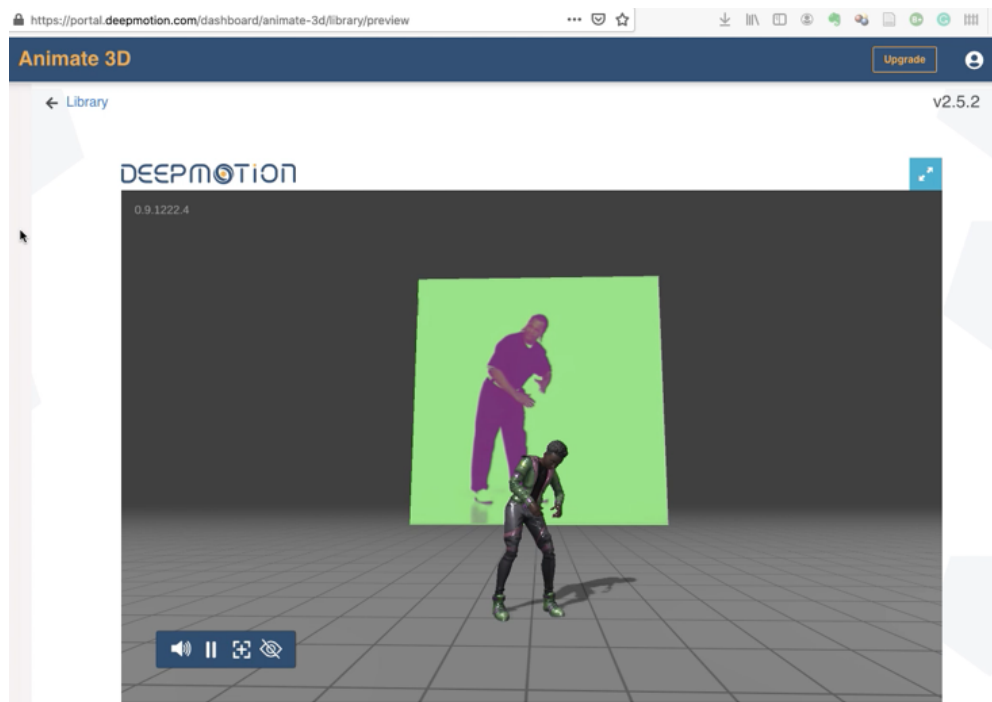 https://portal.deepmotion.com/dashboard/animate-3d/library/preview
Animate 3D
Upgrade
← Library
v2.5.2
DEEPMOTION
0.9.1222.4